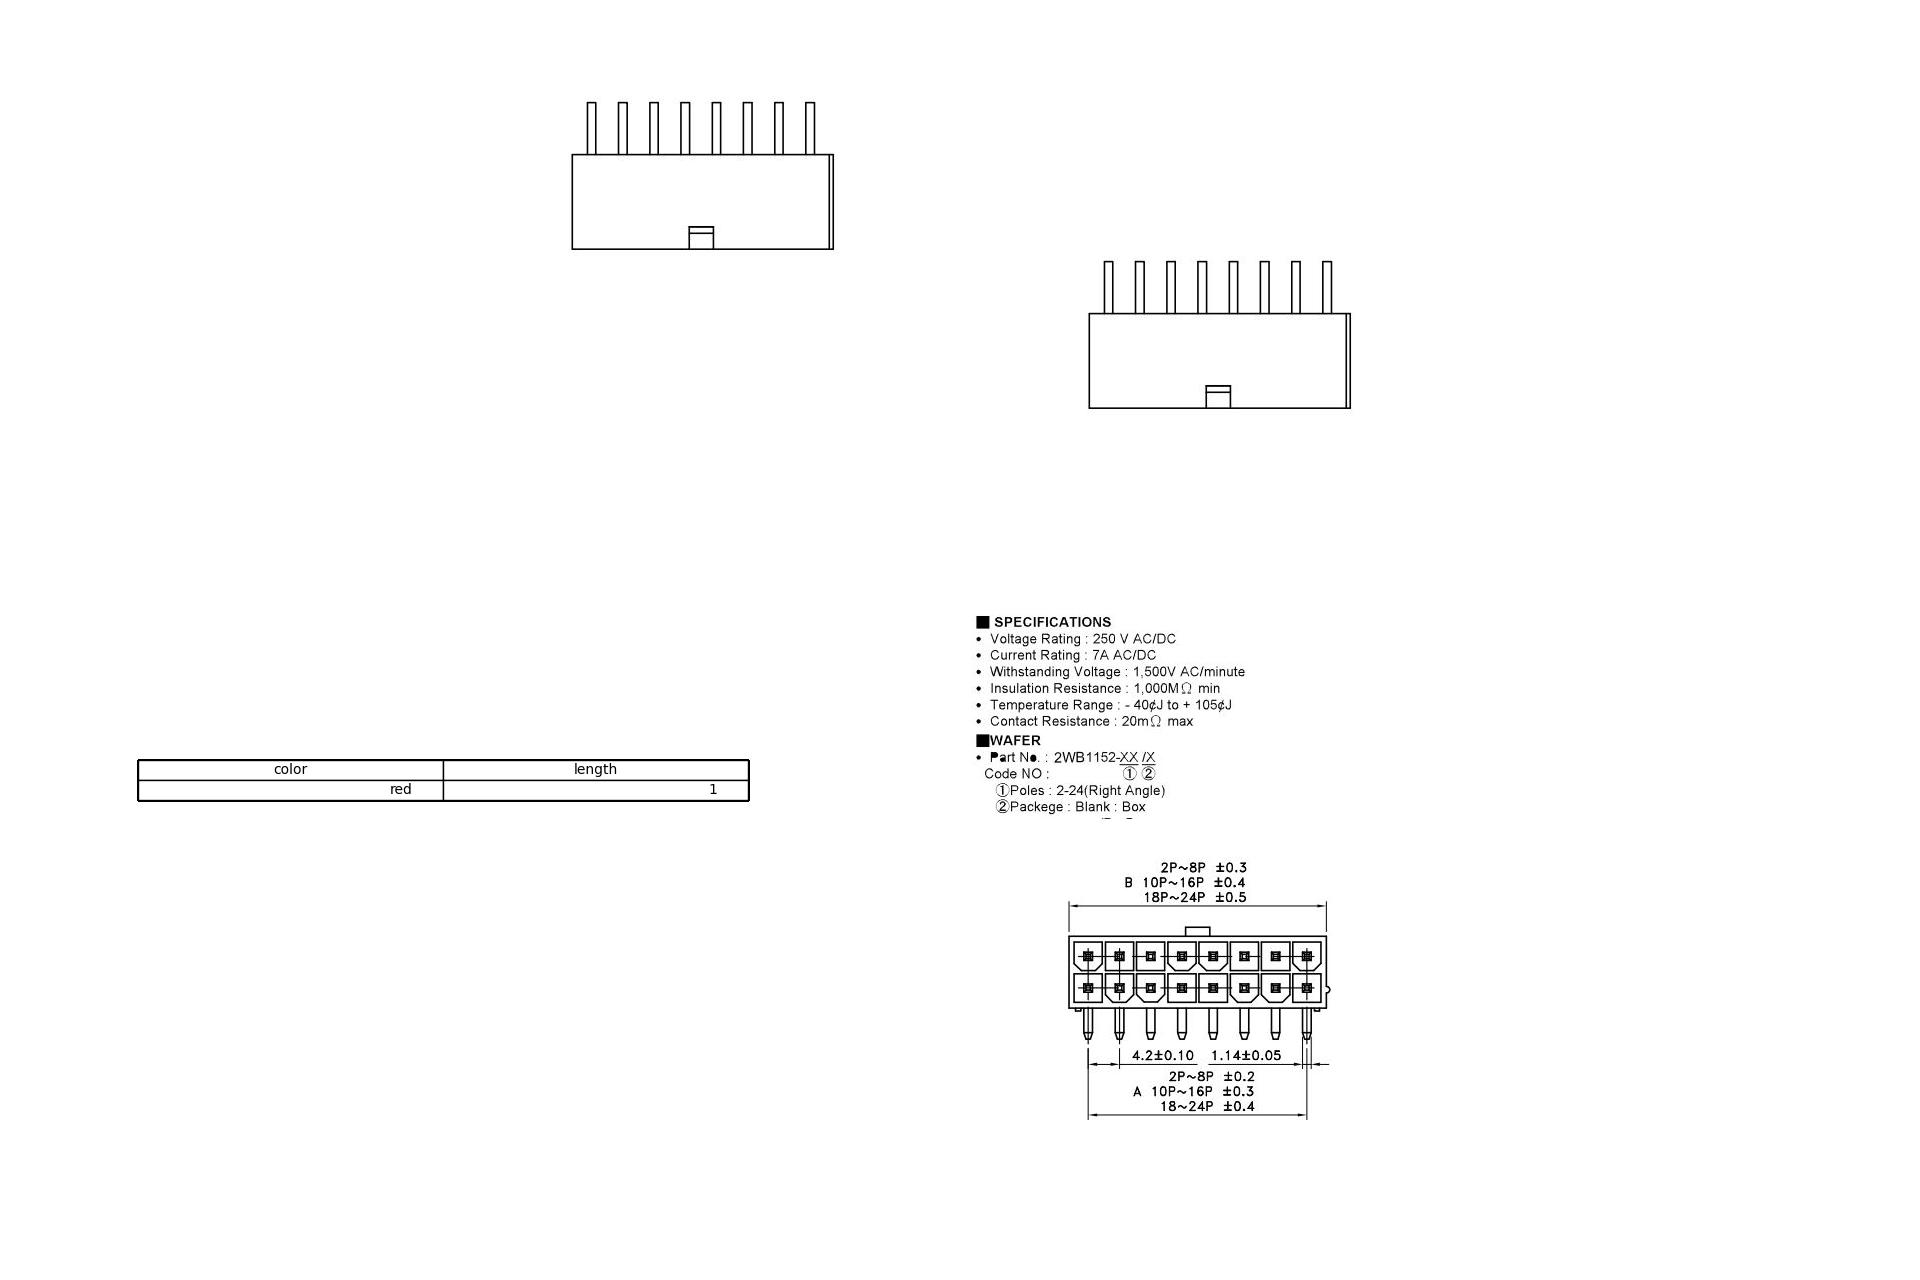 ■ SPECIFICATIONS
• Voltage Rating : 250 V AC/DC
• Current Rating : 7A AC/DC
• Withstanding Voltage : 1,500V AC/minute
• Insulation Resistance : 1,000MΩ min
• Temperature Range : - 40¢J to + 105¢J
• Contact Resistance : 20mΩ max
■WAFER
• Part No. : 2WB1152-XX /X
Code NO : ① ②
①Poles : 2-24(Right Angle)
②Packege : Blank : Box
color length
red 1
2P~8P ±0.3
B 10P~16P ±0.4
18P~24P ±0.5
4.2±0.10 1.14±0.05
2P~8P ±0.2
A 10P~16P ±0.3
18~24P ±0.4